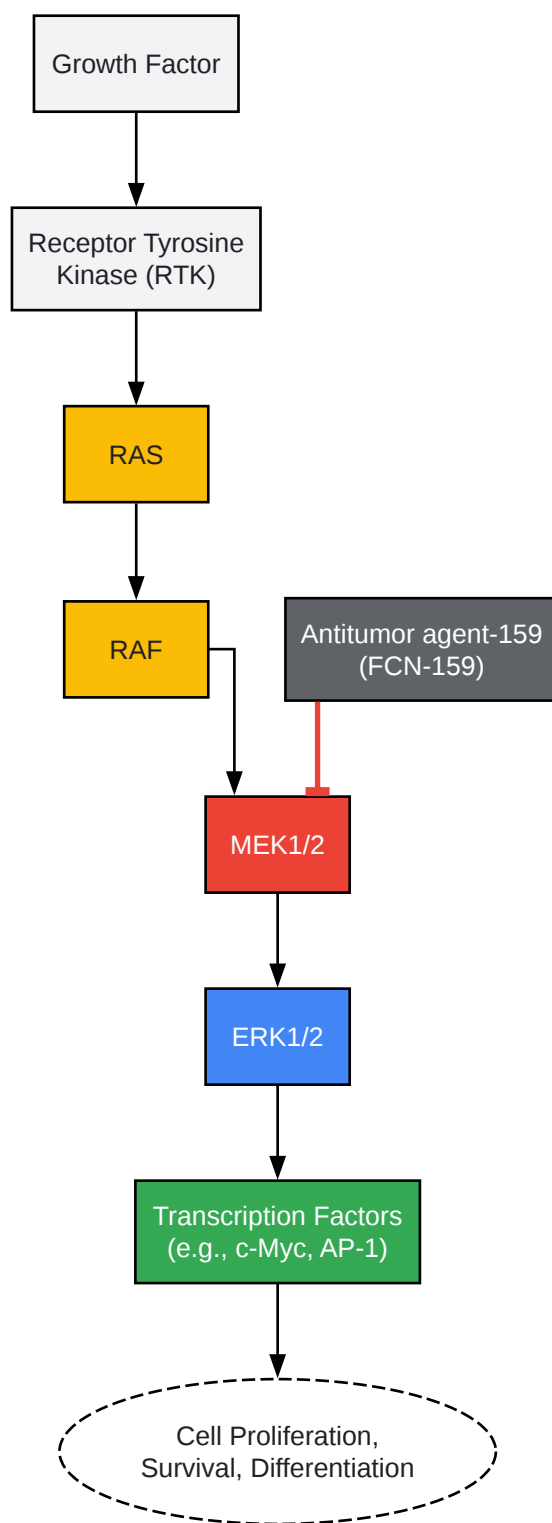 Growth Factor
Receptor Tyrosine
Kinase (RTK)
RAS
RAF
Antitumor agent-159
(FCN-159)
MEK1/2
ERK1/2
Transcription Factors
(e.g., c-Myc, AP-1)
Cell Proliferation,
Survival, Differentiation